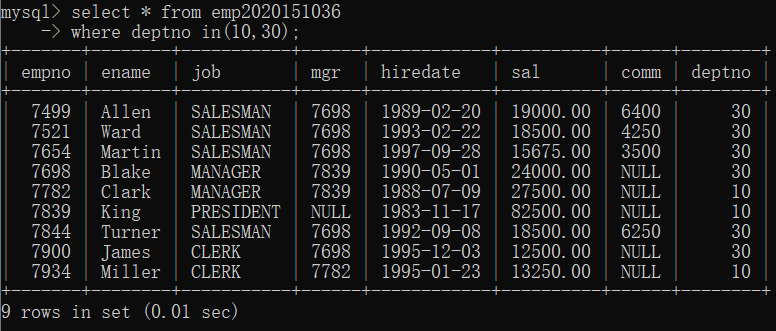 mysql> select * from emp2020151036
    -> where deptno in(10,30);
+-------+--------+-----------+------+------------+----------+------+--------+
| empno | ename  | job       | mgr  | hiredate   | sal      | comm | deptno |
+-------+--------+-----------+------+------------+----------+------+--------+
|  7499 | Allen  | SALESMAN  | 7698 | 1989-02-20 | 19000.00 | 6400 |     30 |
|  7521 | Ward   | SALESMAN  | 7698 | 1993-02-22 | 18500.00 | 4250 |     30 |
|  7654 | Martin | SALESMAN  | 7698 | 1997-09-28 | 15675.00 | 3500 |     30 |
|  7698 | Blake  | MANAGER   | 7839 | 1990-05-01 | 24000.00 | NULL |     30 |
|  7782 | Clark  | MANAGER   | 7839 | 1988-07-09 | 27500.00 | NULL |     10 |
|  7839 | King   | PRESIDENT | NULL | 1983-11-17 | 82500.00 | NULL |     10 |
|  7844 | Turner | SALESMAN  | 7698 | 1992-09-08 | 18500.00 | 6250 |     30 |
|  7900 | James  | CLERK     | 7698 | 1995-12-03 | 12500.00 | NULL |     30 |
|  7934 | Miller | CLERK     | 7782 | 1995-01-23 | 13250.00 | NULL |     10 |
+-------+--------+-----------+------+------------+----------+------+--------+
9 rows in set (0.01 sec)